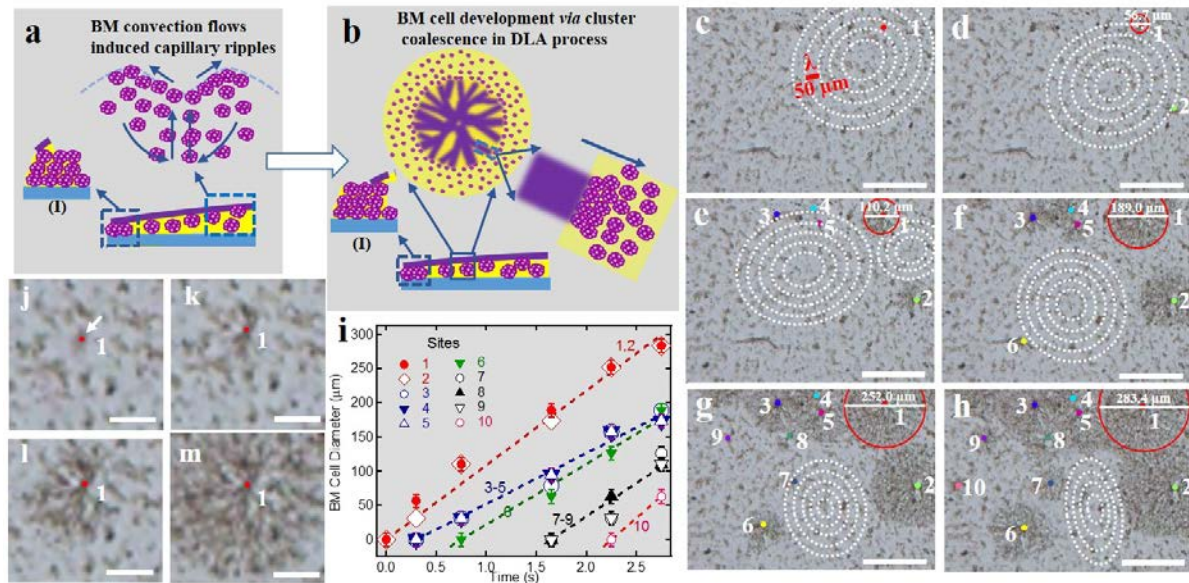 a
BM convection flows
induced capillary ripples
(I)
b
BM cell development via cluster
coalescence in DLA process
(I)
c
1
λ
50 µm
d
55.7 µm
1
2
e
3
4
5
110.2 µm
1
2
f
3
4
5
189.0 µm
1
2
6
g
3
4
5
252.0 µm
1
9
8
7
2
6
h
3
4
5
283.4 µm
1
9
8
10
7
2
6
j
1
k
1
l
1
m
1
i
300
250
200
150
100
50
0
BM Cell Diameter (µm)
Sites
1 6
2 7
3 8
4 9
5 10
1,2
3-5
6
7-9
10
0.0 0.5 1.0 1.5 2.0 2.5
Time (s)